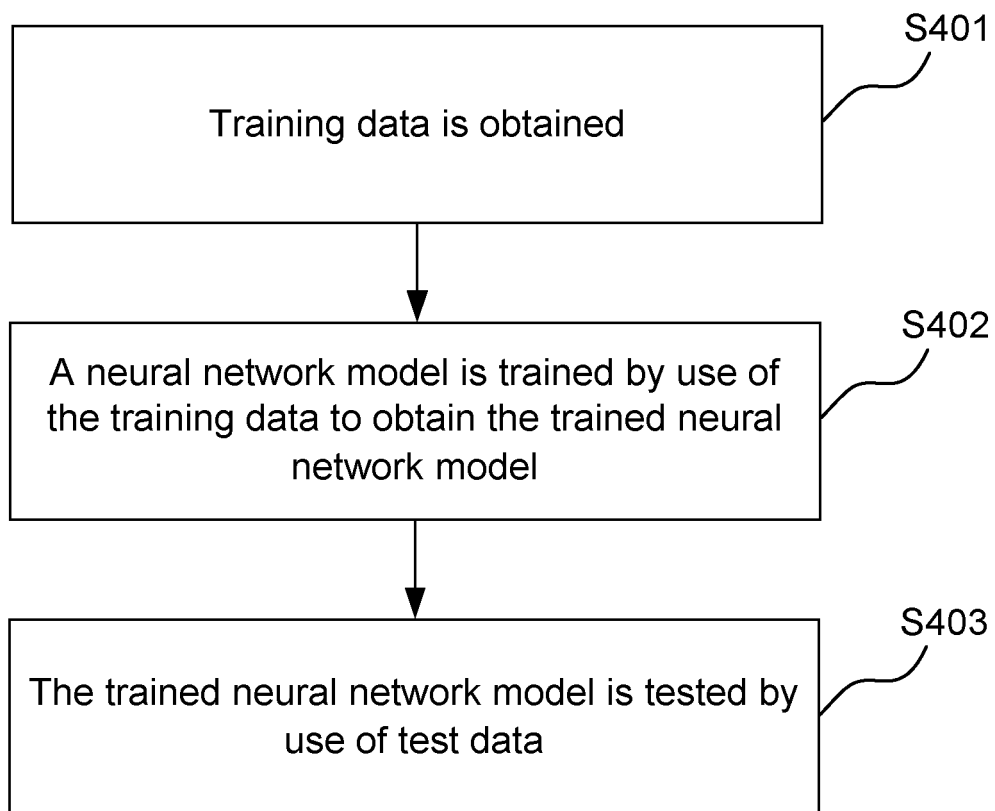 S401
Training data is obtained
S402
A neural network model is trained by use of
the training data to obtain the trained neural
network model
S403
The trained neural network model is tested by
use of test data